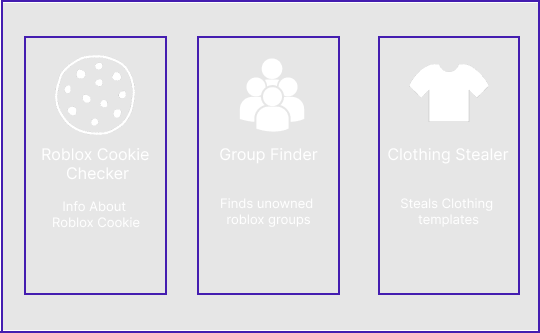 Roblox Cookie
Checker
Info About
Roblox Cookie
Group Finder
Finds unowned
roblox groups
Clothing Stealer
Steals Clothing
templates